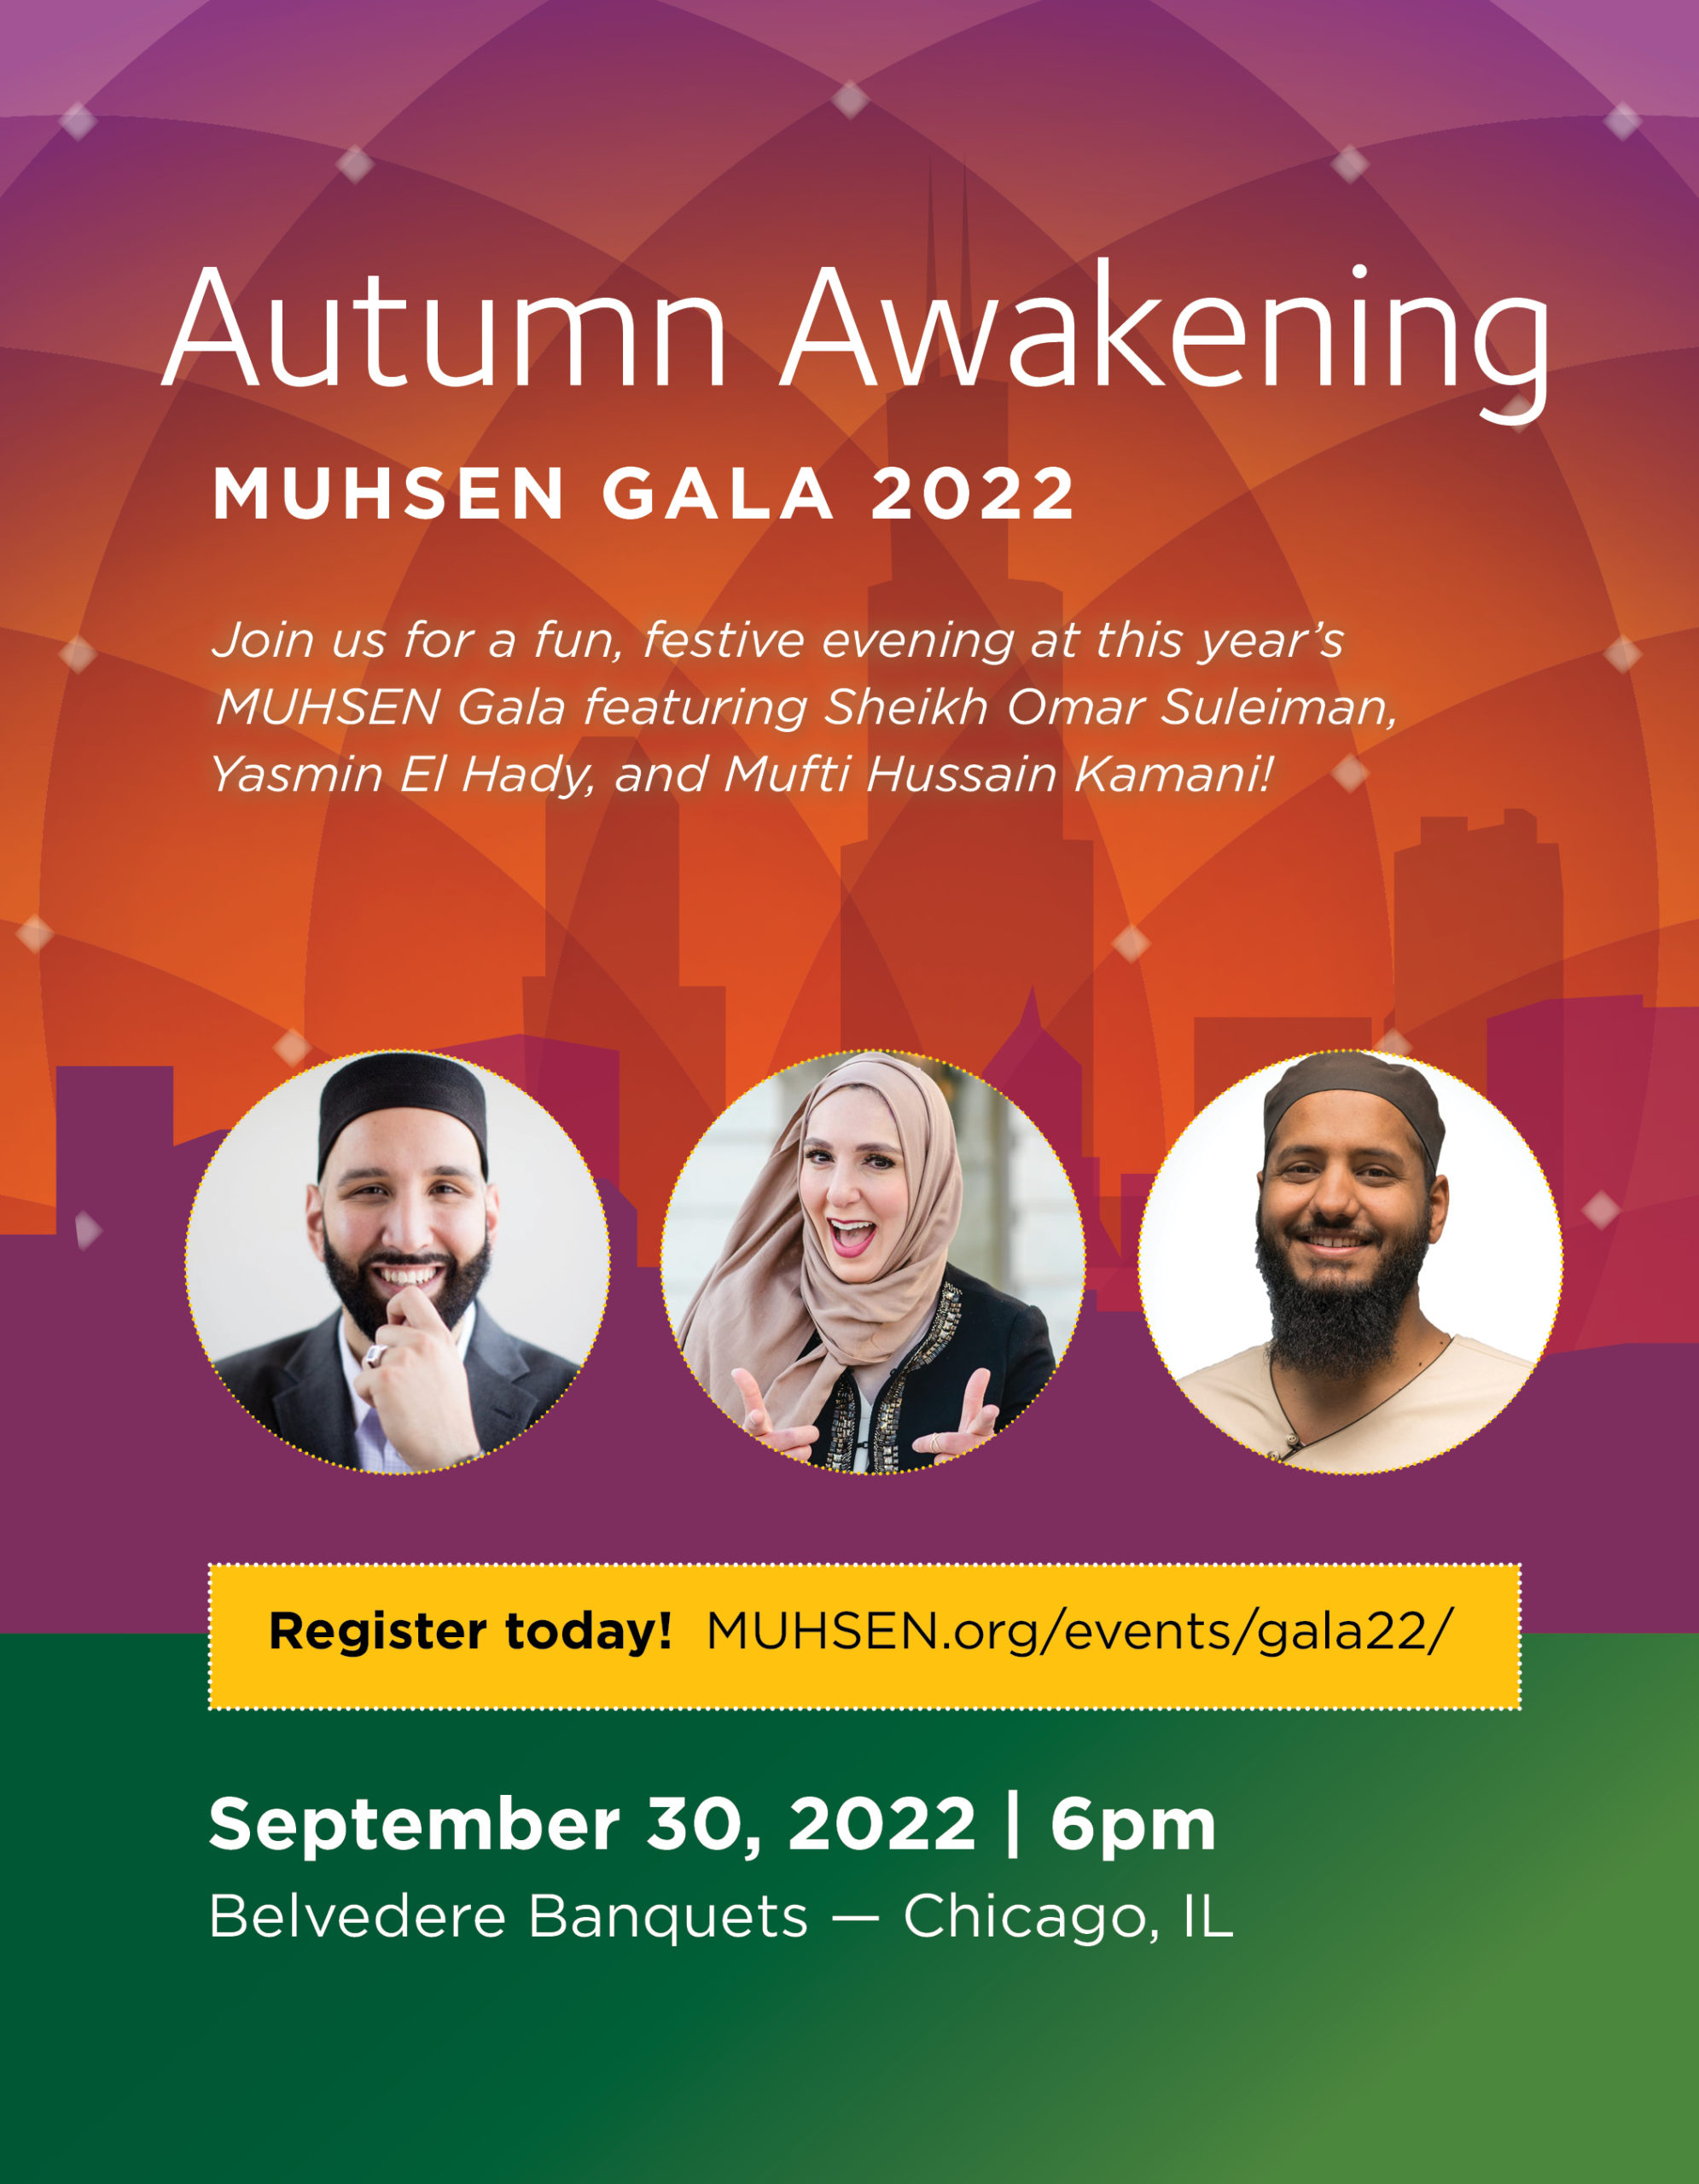 Autumn Awakening
MUHSEN GALA 2022
Join us for a fun, festive evening at this year’s
MUHSEN Gala featuring Sheikh Omar Suleiman,
Yasmin El Hady, and Mufti Hussain Kamani!
Register today! MUHSEN.org/events/gala22/
September 30, 2022 | 6pm
Belvedere Banquets — Chicago, IL